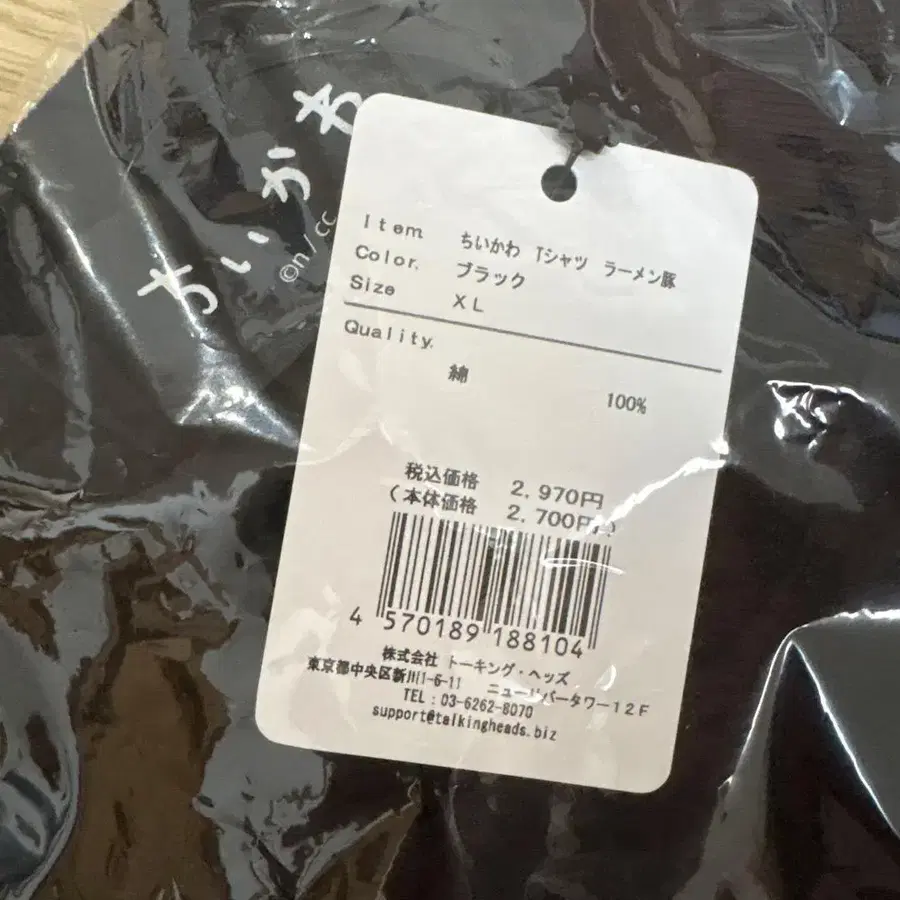 ちいかわ
©n/
Item ちいかわ Tシャツ ラーメン豚
Color. ブラック
Size XL
Quality.
綿 100%
税込価格 2,970円
(本体価格 2,700円)
4 570189 188104
株式会社 トーキング・ヘッズ
東京都中央区新川1-6-11 ニューリバータワー12F
TEL:03-6262-8070
support@talkingheads.biz